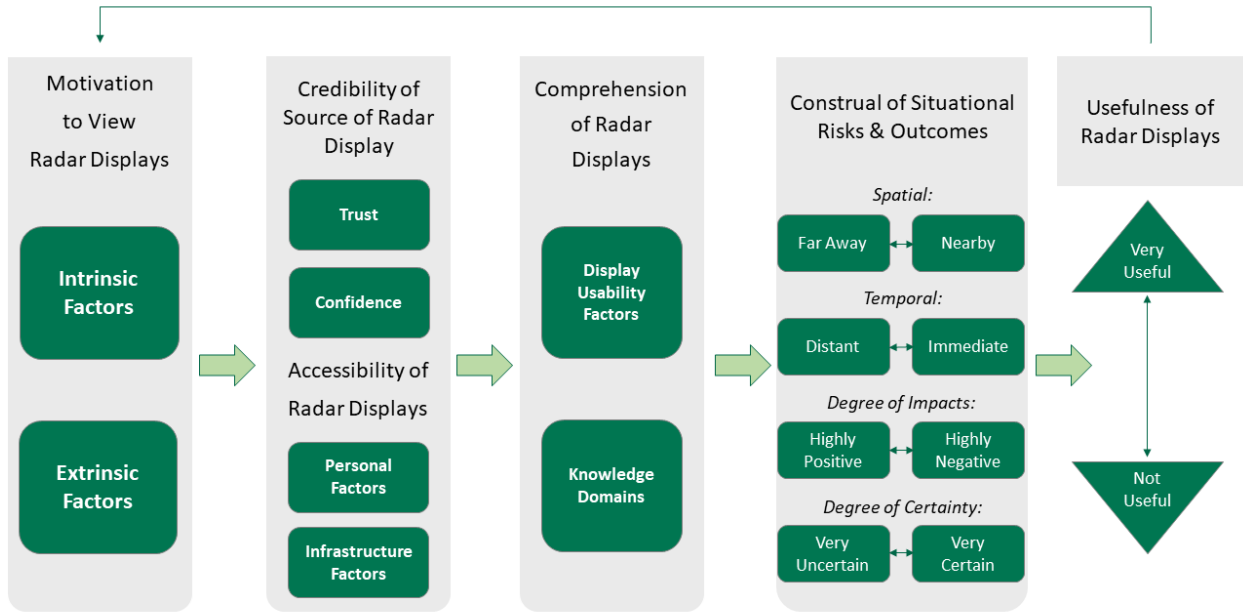 Motivation
to View
Radar Displays
Intrinsic
Factors
Extrinsic
Factors
Credibility of
Source of Radar
Display
Trust
Confidence
Accessibility of
Radar Displays
Personal
Factors
Infrastructure
Factors
Comprehension
of Radar
Displays
Display
Usability
Factors
Knowledge
Domains
Construal of Situational
Risks & Outcomes
Spatial:
Far Away
Nearby
Temporal:
Distant
Immediate
Degree of Impacts:
Highly
Positive
Highly
Negative
Degree of Certainty:
Very
Uncertain
Very
Certain
Usefulness of
Radar Displays
Very
Useful
Not
Useful